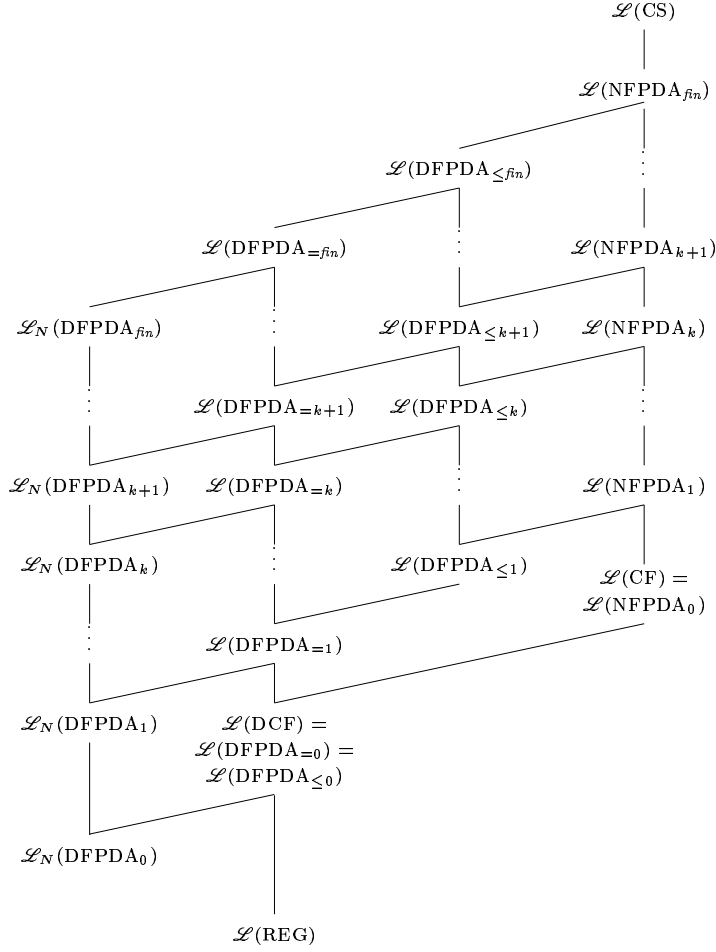 ℒ(CS)
ℒ(NFPDA_fin)
ℒ(DFPDA_≤fin)
ℒ(DFPDA_=fin) ℒ(NFPDA_k+1)
ℒ_N(DFPDA_fin) ℒ(DFPDA_≤k+1) ℒ(NFPDA_k)
ℒ(DFPDA_=k+1) ℒ(DFPDA_≤k)
ℒ_N(DFPDA_k+1) ℒ(DFPDA_=k) ℒ(NFPDA_1)
ℒ_N(DFPDA_k) ℒ(DFPDA_≤1) ℒ(CF) =
ℒ(NFPDA_0)
ℒ(DFPDA_=1)
ℒ_N(DFPDA_1) ℒ(DCF) =
ℒ(DFPDA_=0) =
ℒ(DFPDA_≤0)
ℒ_N(DFPDA_0)
ℒ(REG)